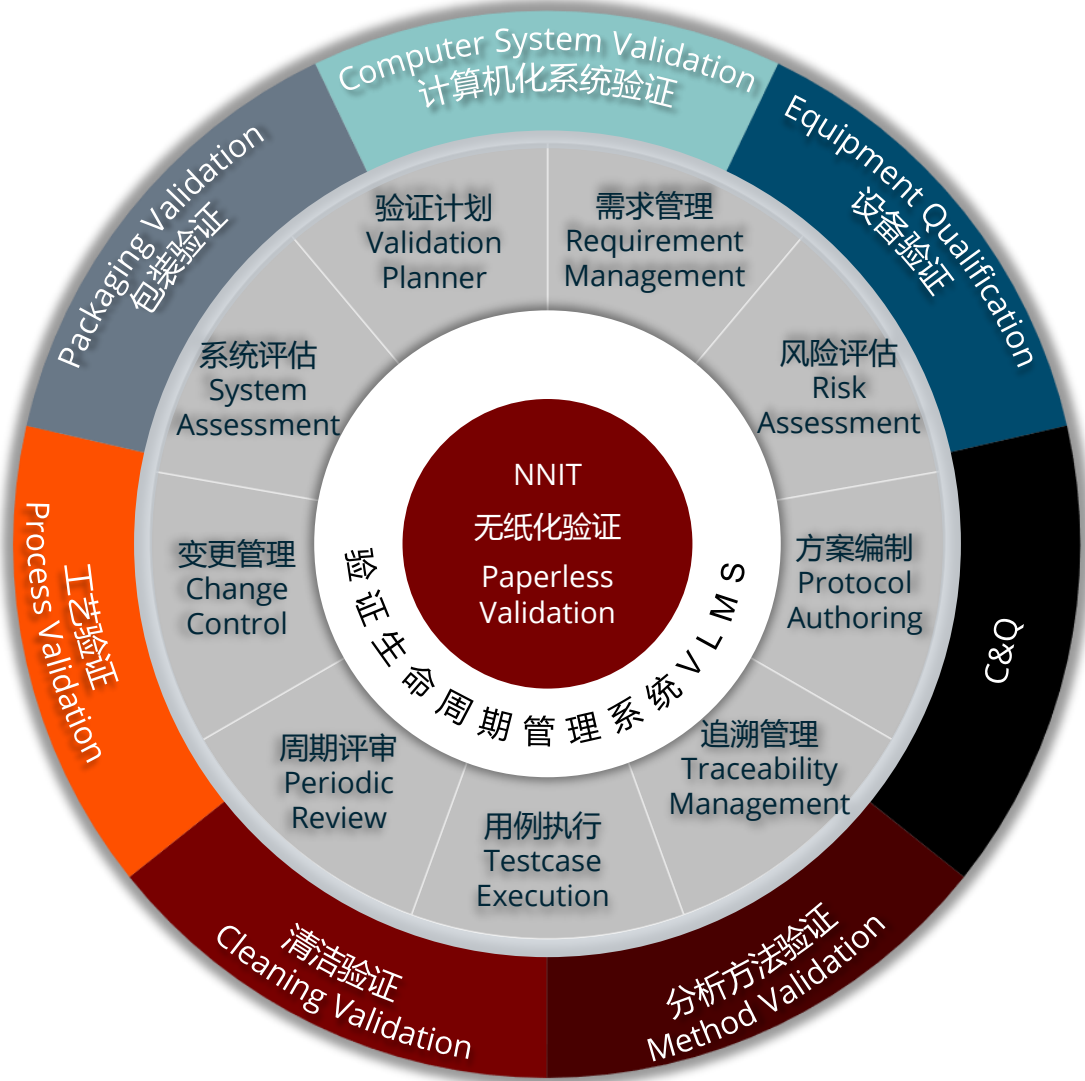 Computer System Validation
计算机化系统验证
Equipment Qualification
设备验证
C&Q
分析方法验证
Method Validation
清洁验证
Cleaning Validation
工艺验证
Process Validation
Packaging Validation
包装验证
验证计划
Validation
Planner
需求管理
Requirement
Management
风险评估
Risk
Assessment
方案编制
Protocol
Authoring
追溯管理
Traceability
Management
用例执行
Testcase
Execution
周期评审
Periodic
Review
变更管理
Change
Control
系统评估
System
Assessment
NNIT
无纸化验证
Paperless
Validation
验证生命周期管理系统VLMS